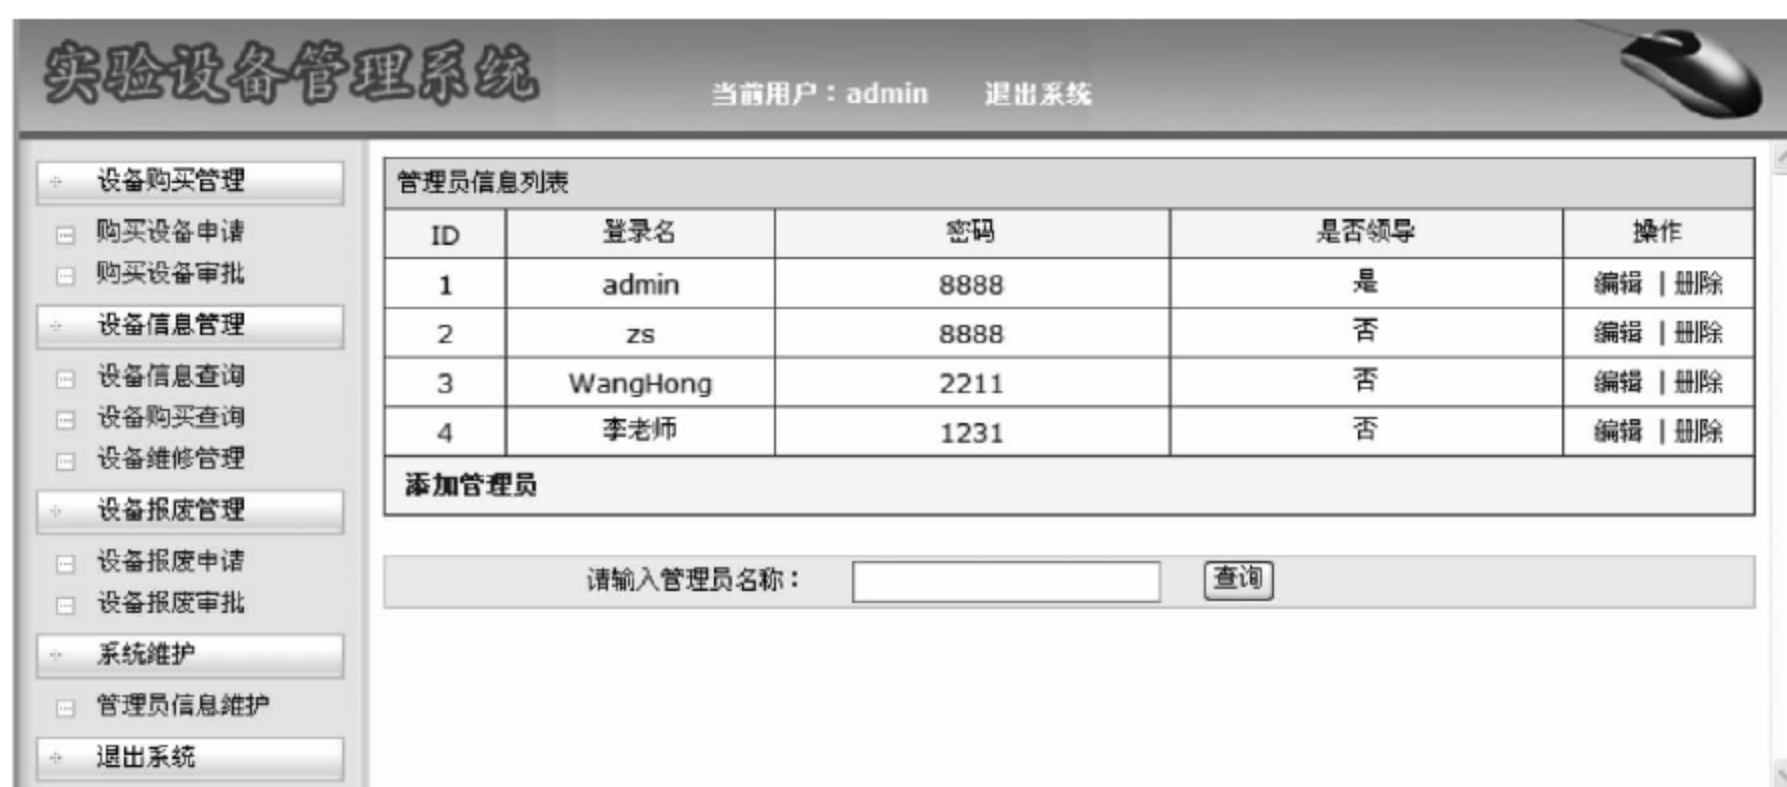 实验设备管理系统
当前用户：admin 退出系统
设备购买管理
购买设备申请
购买设备审批
设备信息管理
设备信息查询
设备购买查询
设备维修管理
设备报废管理
设备报废申请
设备报废审批
系统维护
管理员信息维护
退出系统
管理员信息列表
ID 登录名 密码 是否领导 操作
1 admin 8888 是 编辑 | 删除
2 zs 8888 否 编辑 | 删除
3 WangHong 2211 否 编辑 | 删除
4 李老师 1231 否 编辑 | 删除
添加管理员
请输入管理员名称： 查询